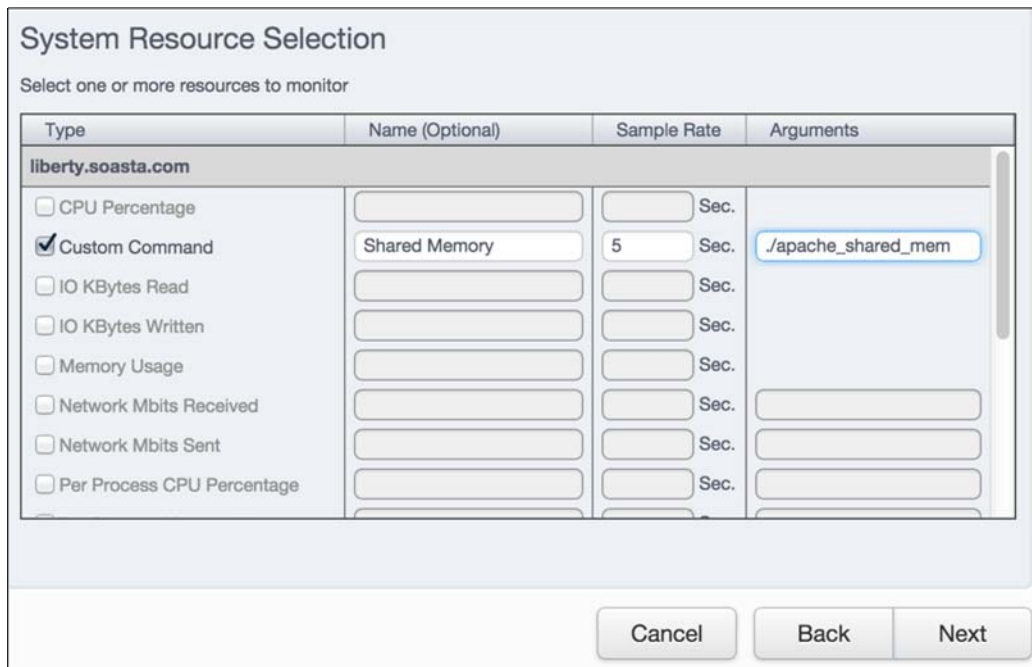 System Resource Selection
Select one or more resources to monitor
Type Name (Optional) Sample Rate Arguments
liberty.soasta.com
CPU Percentage Sec.
Custom Command Shared Memory 5 Sec. ./apache_shared_mem
IO KBytes Read Sec.
IO KBytes Written Sec.
Memory Usage Sec.
Network Mbits Received Sec.
Network Mbits Sent Sec.
Per Process CPU Percentage Sec.
Cancel Back Next